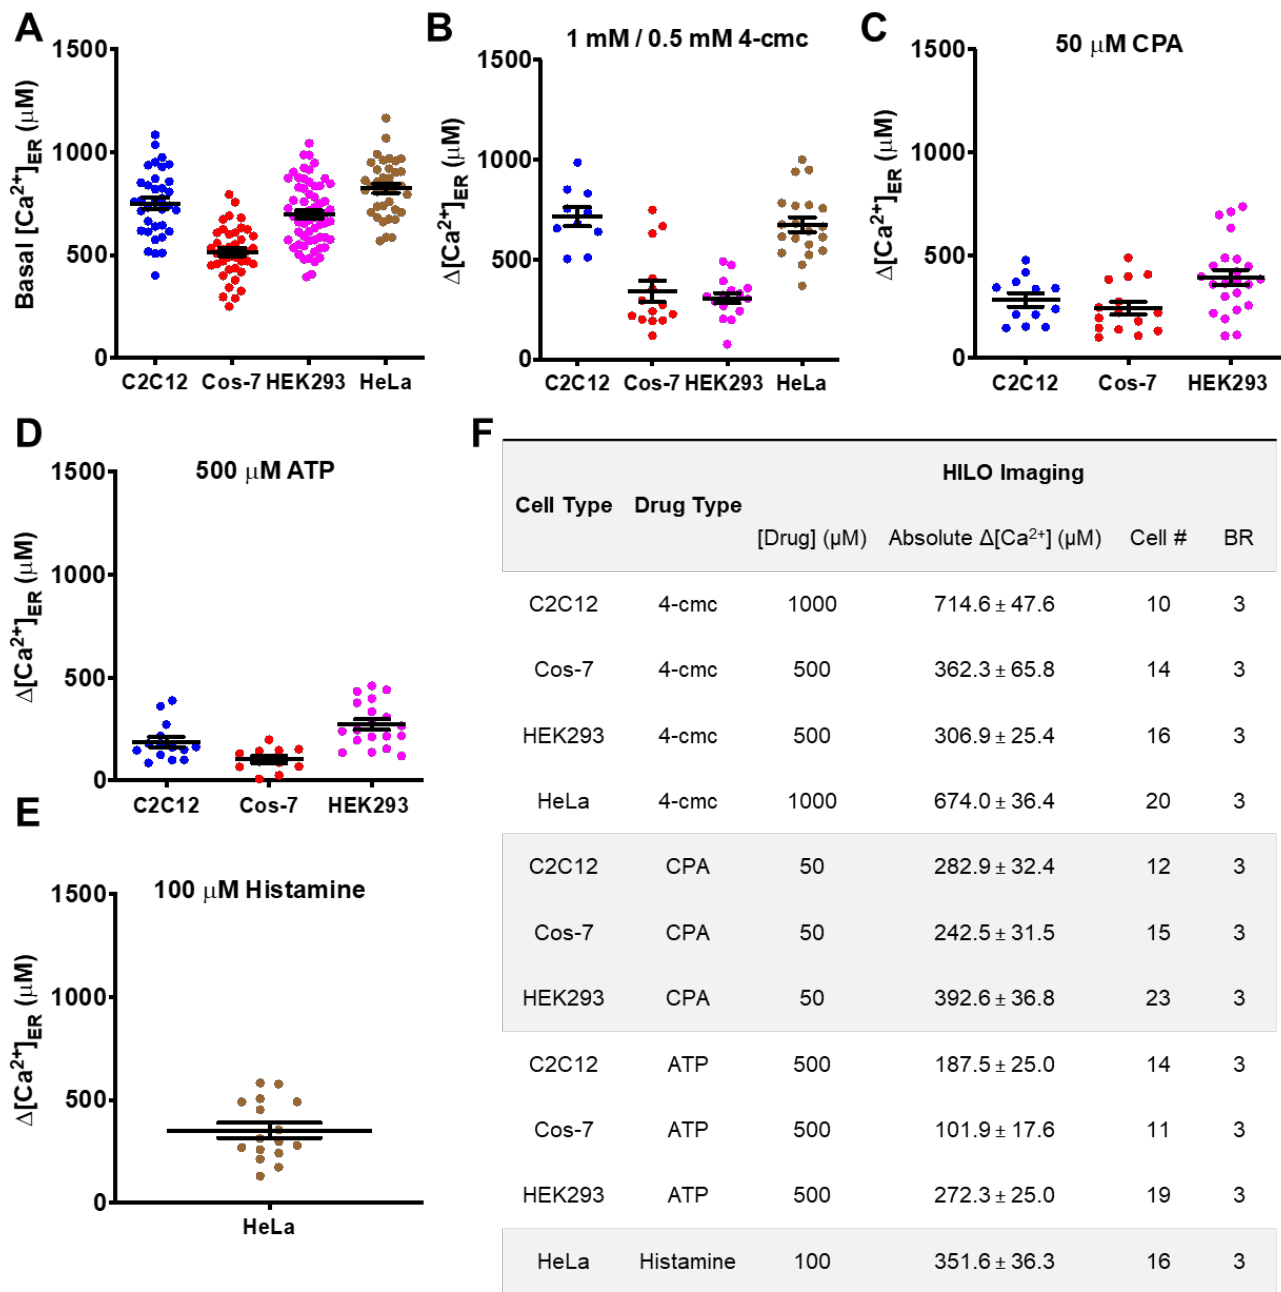 A
1500
1000
500
0
Basal [Ca²⁺]ER (µM)
C2C12 Cos-7 HEK293 HeLa
B
1 mM / 0.5 mM 4-cmc
1500
1000
500
0
Δ[Ca²⁺]ER (µM)
C2C12 Cos-7 HEK293 HeLa
C
50 µM CPA
1500
1000
500
0
Δ[Ca²⁺]ER (µM)
C2C12 Cos-7 HEK293
D
500 µM ATP
1500
1000
500
0
Δ[Ca²⁺]ER (µM)
C2C12 Cos-7 HEK293
E
100 µM Histamine
1500
1000
500
0
Δ[Ca²⁺]ER (µM)
HeLa
F
HILO Imaging
Cell Type Drug Type
[Drug] (µM) Absolute Δ[Ca²⁺] (µM) Cell # BR
C2C12 4-cmc 1000 714.6 ± 47.6 10 3
Cos-7 4-cmc 500 362.3 ± 65.8 14 3
HEK293 4-cmc 500 306.9 ± 25.4 16 3
HeLa 4-cmc 1000 674.0 ± 36.4 20 3
C2C12 CPA 50 282.9 ± 32.4 12 3
Cos-7 CPA 50 242.5 ± 31.5 15 3
HEK293 CPA 50 392.6 ± 36.8 23 3
C2C12 ATP 500 187.5 ± 25.0 14 3
Cos-7 ATP 500 101.9 ± 17.6 11 3
HEK293 ATP 500 272.3 ± 25.0 19 3
HeLa Histamine 100 351.6 ± 36.3 16 3